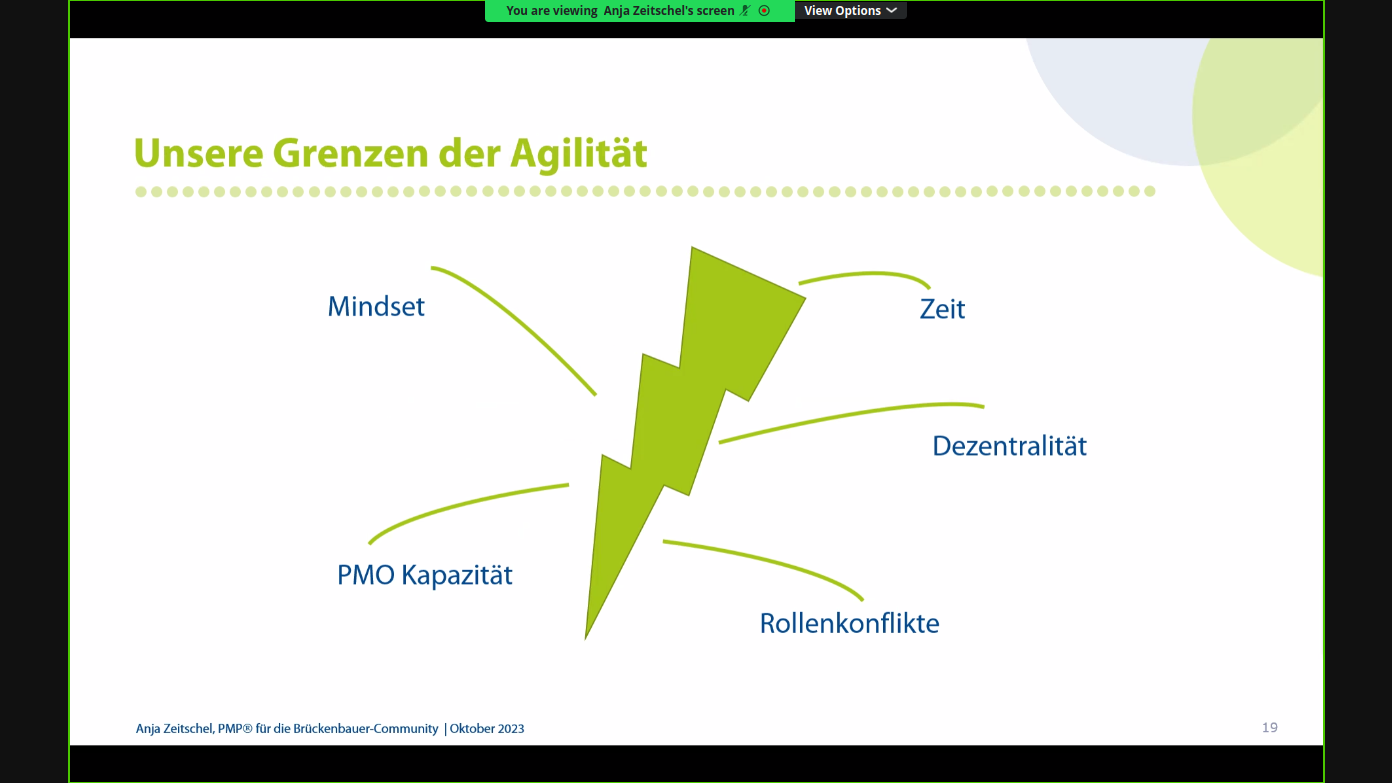 You are viewing Anja Zeitschel's screen View Options
Unsere Grenzen der Agilität
Mindset
Zeit
Dezentralität
PMO Kapazität
Rollenkonflikte
Anja Zeitschel, PMP® für die Brückenbauer-Community | Oktober 2023
19